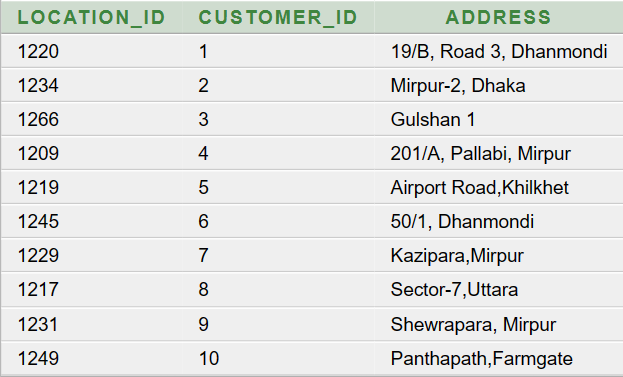 LOCATION_ID CUSTOMER_ID ADDRESS
1220 1 19/B, Road 3, Dhanmondi
1234 2 Mirpur-2, Dhaka
1266 3 Gulshan 1
1209 4 201/A, Pallabi, Mirpur
1219 5 Airport Road,Khilkhet
1245 6 50/1, Dhanmondi
1229 7 Kazipara,Mirpur
1217 8 Sector-7,Uttara
1231 9 Shewrapara, Mirpur
1249 10 Panthapath,Farmgate